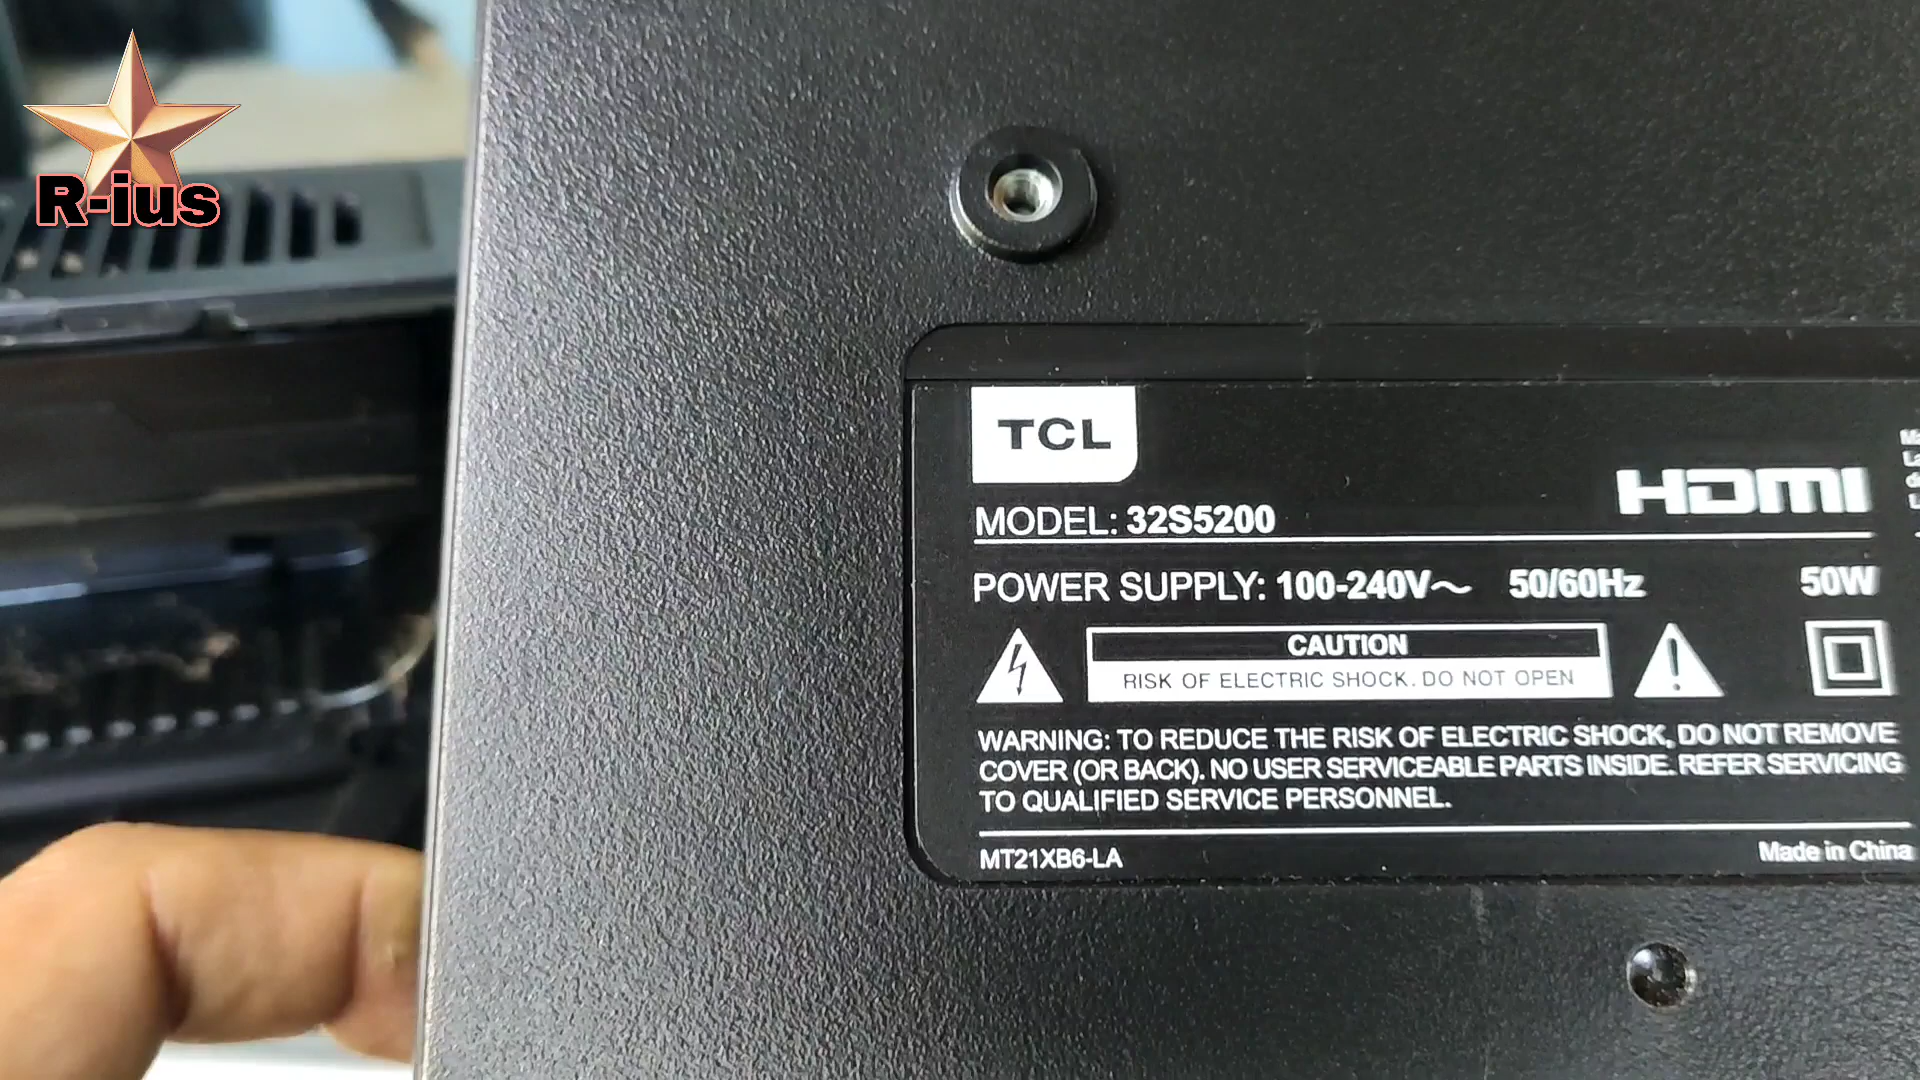 R-ius
TCL
HDMI
MODEL: 32S5200
POWER SUPPLY: 100-240V～ 50/60Hz 50W
CAUTION
RISK OF ELECTRIC SHOCK. DO NOT OPEN
WARNING: TO REDUCE THE RISK OF ELECTRIC SHOCK, DO NOT REMOVE
COVER (OR BACK). NO USER SERVICEABLE PARTS INSIDE. REFER SERVICING
TO QUALIFIED SERVICE PERSONNEL.
MT21XB6-LA
Made in China